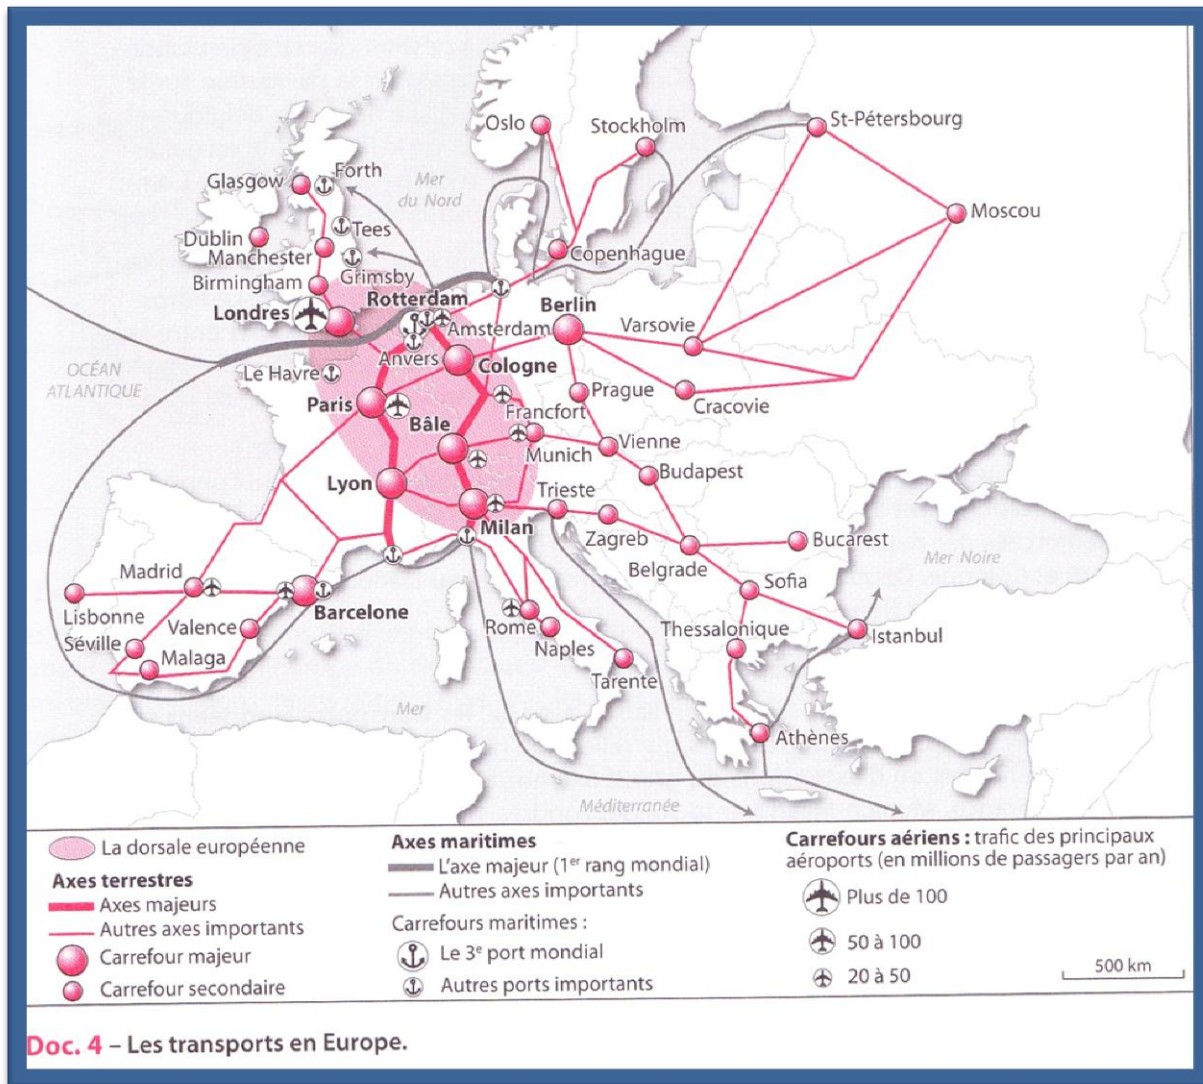 Oslo
Stockholm
St-Pétersbourg
Mer
du Nord
Glasgow
Forth
Moscou
Tees
Dublin
Manchester
Copenhague
Grimsby
Birmingham
Rotterdam
Berlin
Londres
Amsterdam
Varsovie
Anvers
Cologne
OCÉAN
ATLANTIQUE
Le Havre
Paris
Francfort
Prague
Cracovie
Bâle
Munich
Vienne
Budapest
Lyon
Trieste
Milan
Zagreb
Bucarest
Belgrade
Mer Noire
Madrid
Sofia
Lisbonne
Barcelone
Séville
Valence
Rome
Thessalonique
Istanbul
Malaga
Naples
Tarente
Mer
Athènes
Méditerranée
La dorsale européenne
Axes terrestres
Axes majeurs
Autres axes importants
Carrefour majeur
Carrefour secondaire
Axes maritimes
L'axe majeur (1er rang mondial)
Autres axes importants
Carrefours maritimes :
Le 3e port mondial
Autres ports importants
Carrefours aériens : trafic des principaux
aéroports (en millions de passagers par an)
Plus de 100
50 à 100
20 à 50
500 km
Doc. 4 – Les transports en Europe.